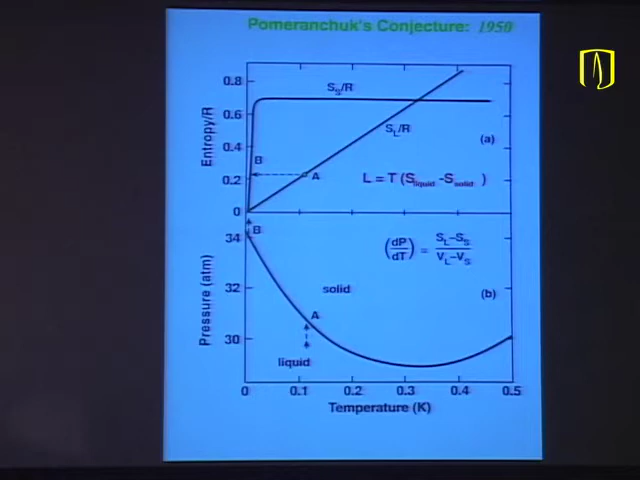 Pomeranchuk's Conjecture: 1950
Entropy/R
0.8
0.6
0.4
0.2
0
S_S/R
S_L/R
(a)
B
A
L = T (S_liquid - S_solid )
Pressure (atm)
34
32
30
B
(dP/dT) = S_L–S_S / V_L–V_S
solid
(b)
A
liquid
0 0.1 0.2 0.3 0.4 0.5
Temperature (K)